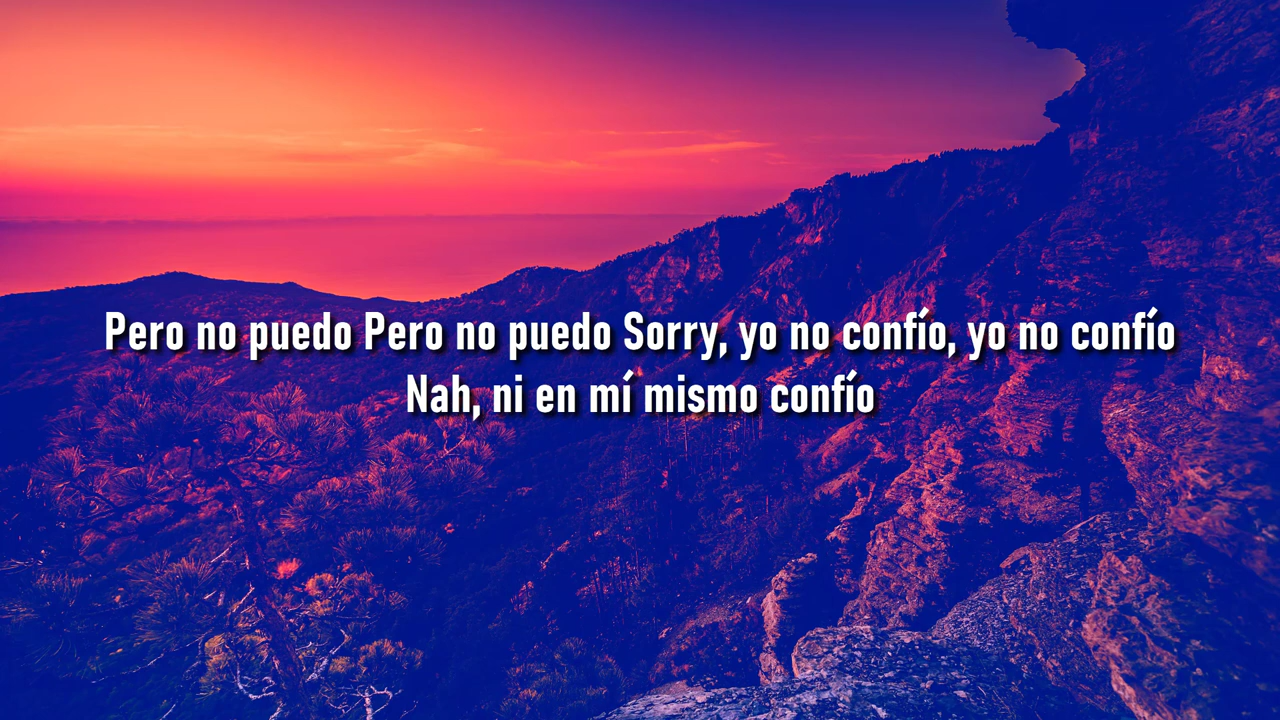 Pero no puedo Pero no puedo Sorry, yo no confío, yo no confío
Nah, ni en mí mismo confío